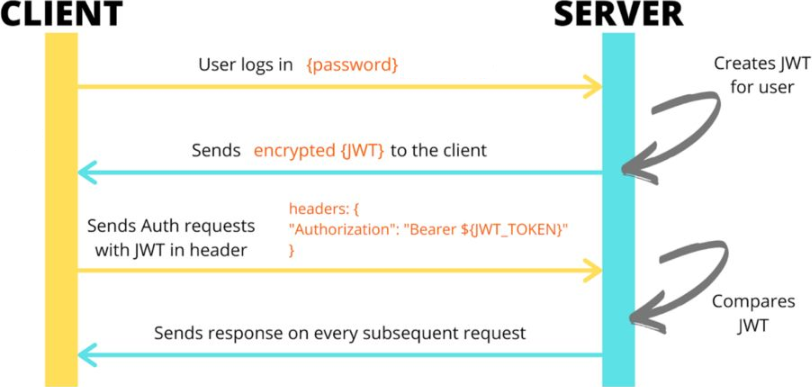 CLIENT
SERVER
User logs in {password}
Creates JWT
for user
Sends encrypted {JWT} to the client
Sends Auth requests
with JWT in header
headers: {
"Authorization": "Bearer ${JWT_TOKEN}"
}
Compares
JWT
Sends response on every subsequent request